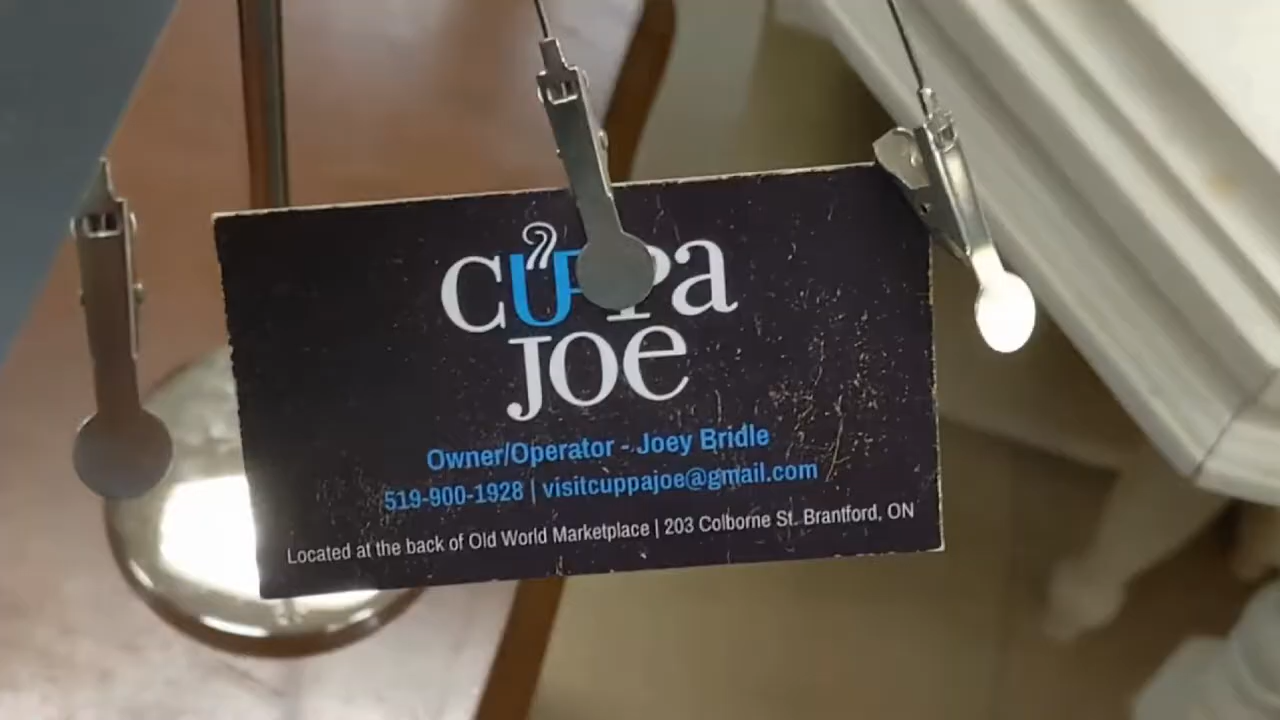 CUPPA
JOE
Owner/Operator - Joey Bridle
519-900-1928 | visitcuppajoe@gmail.com
Located at the back of Old World Marketplace | 203 Colborne St. Brantford, ON